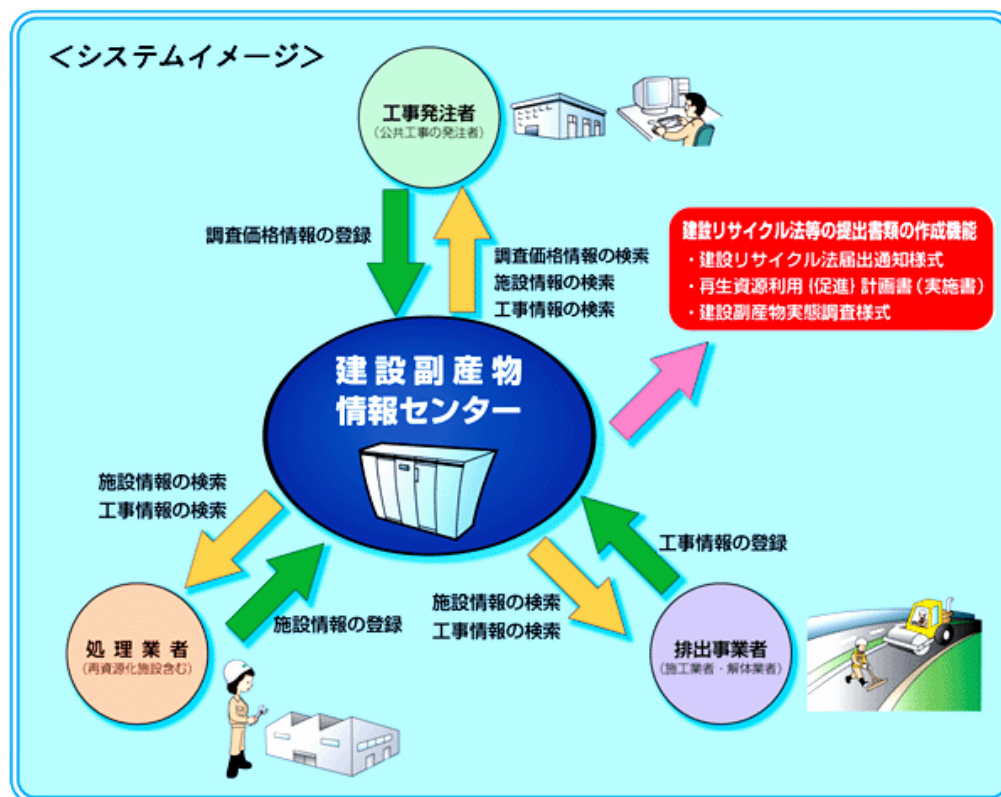 ＜システムイメージ＞
工事発注者
（公共工事の発注者）
調査価格情報の登録
調査価格情報の検索
施設情報の検索
工事情報の検索
建設リサイクル法等の提出書類の作成機能
・建設リサイクル法届出通知様式
・再生資源利用{促進}計画書（実施書）
・建設副産物実態調査様式
建設副産物
情報センター
施設情報の検索
工事情報の検索
処理業者
（再資源化施設含む）
施設情報の登録
施設情報の検索
工事情報の検索
工事情報の登録
排出事業者
（施工業者・解体業者）